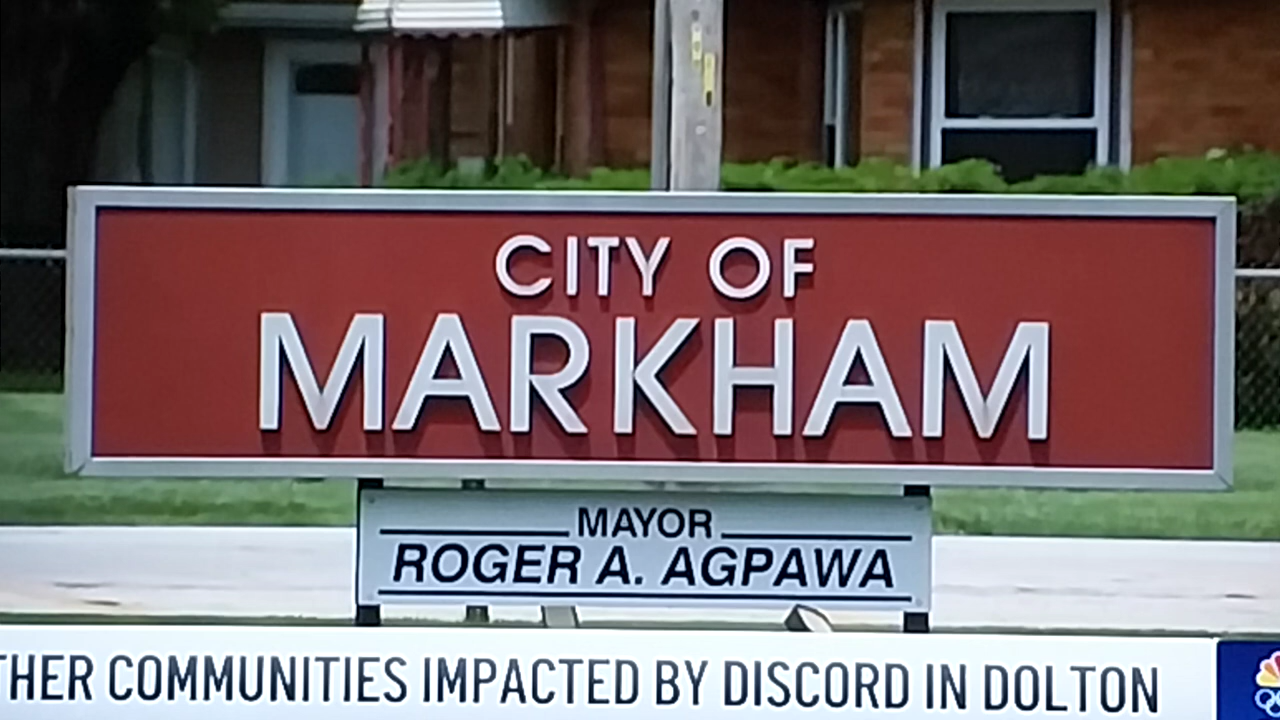 CITY OF
MARKHAM
MAYOR
ROGER A. AGPAWA
THER COMMUNITIES IMPACTED BY DISCORD IN DOLTON